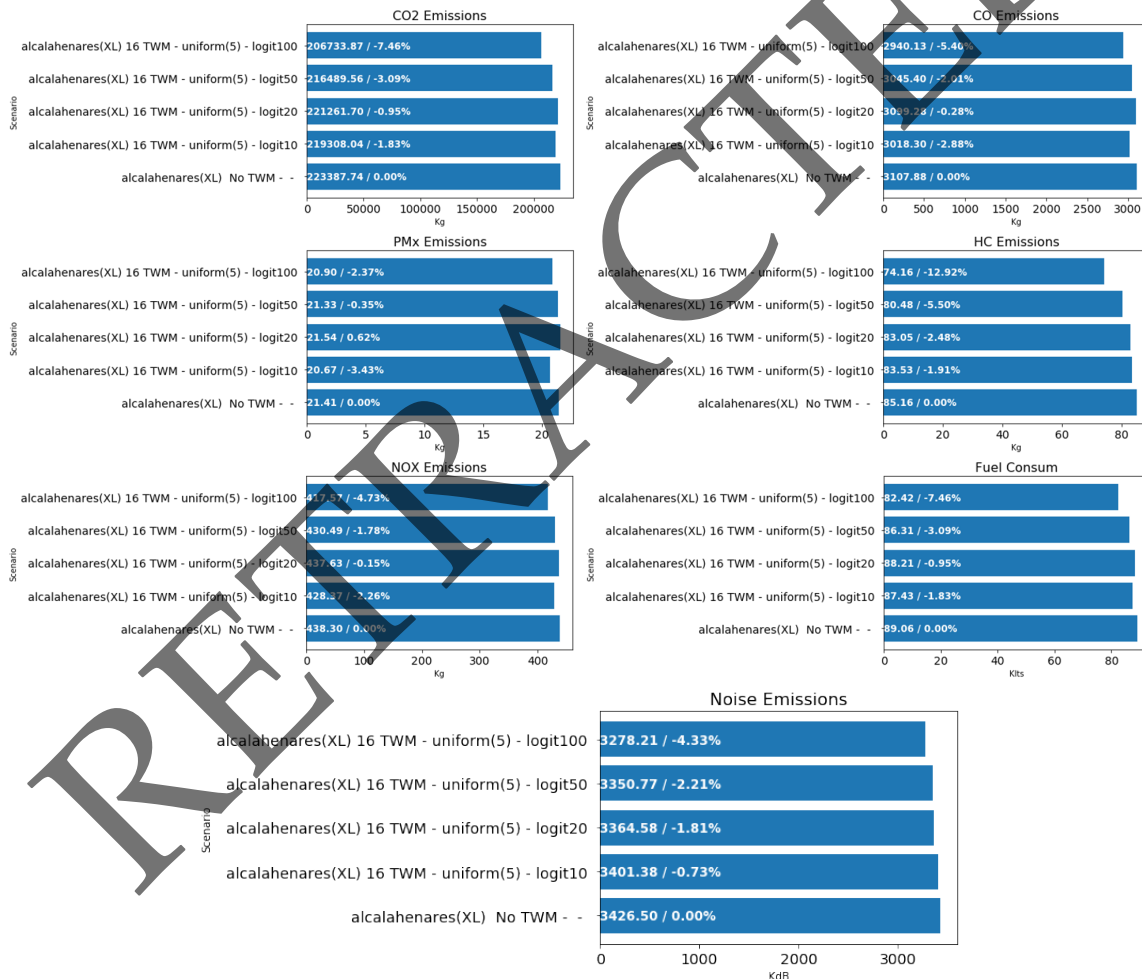 CO2 Emissions
Scenario
alcalahenares(XL) 16 TWM - uniform(5) - logit100 206733.87 / -7.46%
alcalahenares(XL) 16 TWM - uniform(5) - logit50 216489.56 / -3.09%
alcalahenares(XL) 16 TWM - uniform(5) - logit20 221261.70 / -0.95%
alcalahenares(XL) 16 TWM - uniform(5) - logit10 219308.04 / -1.83%
alcalahenares(XL) No TWM - - 223387.74 / 0.00%
0 50000 100000 150000 200000
Kg
CO Emissions
Scenario
alcalahenares(XL) 16 TWM - uniform(5) - logit100 2940.13 / -5.40%
alcalahenares(XL) 16 TWM - uniform(5) - logit50 3045.40 / -2.01%
alcalahenares(XL) 16 TWM - uniform(5) - logit20 3099.28 / -0.28%
alcalahenares(XL) 16 TWM - uniform(5) - logit10 3018.30 / -2.88%
alcalahenares(XL) No TWM - - 3107.88 / 0.00%
0 500 1000 1500 2000 2500 3000
Kg
PMx Emissions
Scenario
alcalahenares(XL) 16 TWM - uniform(5) - logit100 20.90 / -2.37%
alcalahenares(XL) 16 TWM - uniform(5) - logit50 21.33 / -0.35%
alcalahenares(XL) 16 TWM - uniform(5) - logit20 21.54 / 0.62%
alcalahenares(XL) 16 TWM - uniform(5) - logit10 20.67 / -3.43%
alcalahenares(XL) No TWM - - 21.41 / 0.00%
0 5 10 15 20
Kg
HC Emissions
Scenario
alcalahenares(XL) 16 TWM - uniform(5) - logit100 74.16 / -12.92%
alcalahenares(XL) 16 TWM - uniform(5) - logit50 80.48 / -5.50%
alcalahenares(XL) 16 TWM - uniform(5) - logit20 83.05 / -2.48%
alcalahenares(XL) 16 TWM - uniform(5) - logit10 83.53 / -1.91%
alcalahenares(XL) No TWM - - 85.16 / 0.00%
0 20 40 60 80
Kg
NOX Emissions
Scenario
alcalahenares(XL) 16 TWM - uniform(5) - logit100 417.57 / -4.73%
alcalahenares(XL) 16 TWM - uniform(5) - logit50 430.49 / -1.78%
alcalahenares(XL) 16 TWM - uniform(5) - logit20 437.63 / -0.15%
alcalahenares(XL) 16 TWM - uniform(5) - logit10 428.37 / -2.26%
alcalahenares(XL) No TWM - - 438.30 / 0.00%
0 100 200 300 400
Kg
Fuel Consum
Scenario
alcalahenares(XL) 16 TWM - uniform(5) - logit100 82.42 / -7.46%
alcalahenares(XL) 16 TWM - uniform(5) - logit50 86.31 / -3.09%
alcalahenares(XL) 16 TWM - uniform(5) - logit20 88.21 / -0.95%
alcalahenares(XL) 16 TWM - uniform(5) - logit10 87.43 / -1.83%
alcalahenares(XL) No TWM - - 89.06 / 0.00%
0 20 40 60 80
Klts
Noise Emissions
Scenario
alcalahenares(XL) 16 TWM - uniform(5) - logit100 3278.21 / -4.33%
alcalahenares(XL) 16 TWM - uniform(5) - logit50 3350.77 / -2.21%
alcalahenares(XL) 16 TWM - uniform(5) - logit20 3364.58 / -1.81%
alcalahenares(XL) 16 TWM - uniform(5) - logit10 3401.38 / -0.73%
alcalahenares(XL) No TWM - - 3426.50 / 0.00%
0 1000 2000 3000
KdB
RETRACTE